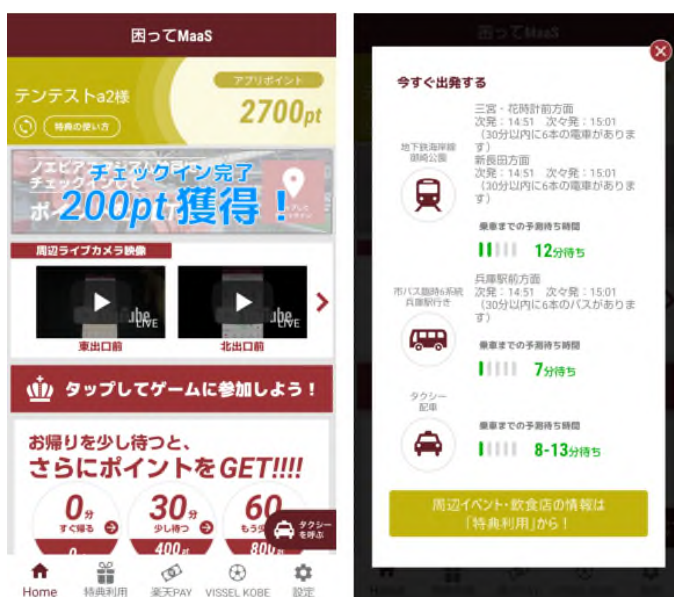 困ってMaaS
テンテストa2様
特典の使い方
アプリポイント
2700pt
チェックイン完了
200pt獲得！
周辺ライブカメラ映像
LIVE
東出口前
LIVE
北出口前
タップしてゲームに参加しよう！
お帰りを少し待つと、
さらにポイントをGET!!!!
0分
すぐ帰る
30分
少し待つ
400pt
60
タクシー
を呼ぶ
Home
特典利用
楽天PAY
VISSEL KOBE
設定
困ってMaaS
今すぐ出発する
地下鉄海岸線
御崎公園
三宮・花時計前方面
次発：14:51 次々発：15:01
（30分以内に6本の電車がありま
す）
新長田方面
次発：14:51 次々発：15:01
（30分以内に6本の電車がありま
す）
乗車までの予測待ち時間
12分待ち
市バス臨時6系統
兵庫駅行き
兵庫駅前方面
次発：14:51 次々発：15:01
（30分以内に6本のバスがありま
す）
乗車までの予測待ち時間
7分待ち
タクシー
配車
乗車までの予測待ち時間
8-13分待ち
周辺イベント・飲食店の情報は
「特典利用」から！